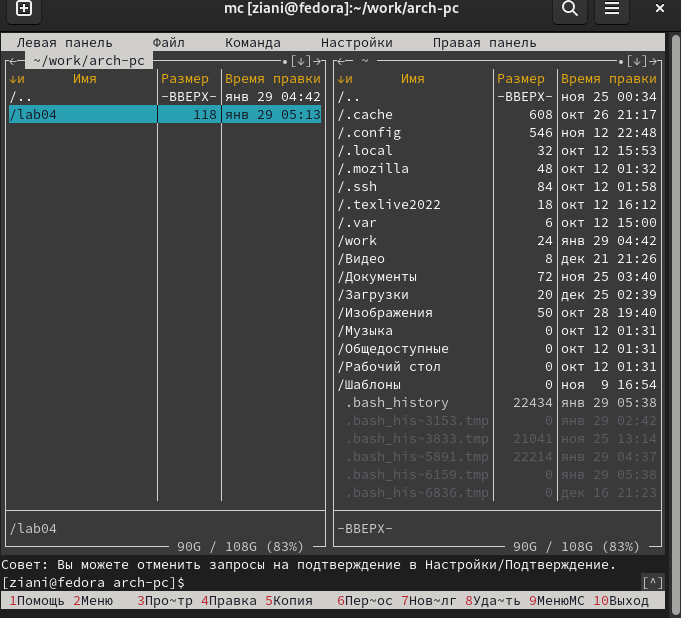 mc [ziani@fedora]:~/work/arch-pc
Левая панель Файл Команда Настройки Правая панель
~/work/arch-pc [↓] ~ [↓]
↓и Имя Размер Время правки ↓и Имя Размер Время правки
/.. -ВВЕРХ- янв 29 04:42 /.. -ВВЕРХ- ноя 25 00:34
/lab04 118 янв 29 05:13 /.cache 608 окт 26 21:17
/.config 546 ноя 12 22:48
/.local 32 окт 12 15:53
/.mozilla 48 окт 12 01:32
/.ssh 84 окт 12 01:58
/.texlive2022 18 окт 12 16:12
/.var 6 окт 12 15:00
/work 24 янв 29 04:42
/Видео 8 дек 21 21:26
/Документы 72 ноя 25 03:40
/Загрузки 20 дек 25 02:39
/Изображения 50 окт 28 19:40
/Музыка 0 окт 12 01:31
/Общедоступные 0 окт 12 01:31
/Рабочий стол 0 окт 12 01:31
/Шаблоны 0 ноя 9 16:54
.bash_history 22434 янв 29 05:38
.bash_his~3153.tmp 0 янв 29 02:42
.bash_his~3833.tmp 21041 ноя 25 13:14
.bash_his~5891.tmp 22214 янв 29 04:37
.bash_his~6159.tmp 0 янв 29 05:38
.bash_his~6836.tmp 0 дек 16 21:23
/lab04 -ВВЕРХ-
90G / 108G (83%) 90G / 108G (83%)
Совет: Вы можете отменить запросы на подтверждение в Настройки/Подтверждение.
[ziani@fedora arch-pc]$ [^]
1Помощь 2Меню 3Про~тр 4Правка 5Копия 6Пер~ос 7Нов~лг 8Уда~ть 9МенюМС 10Выход